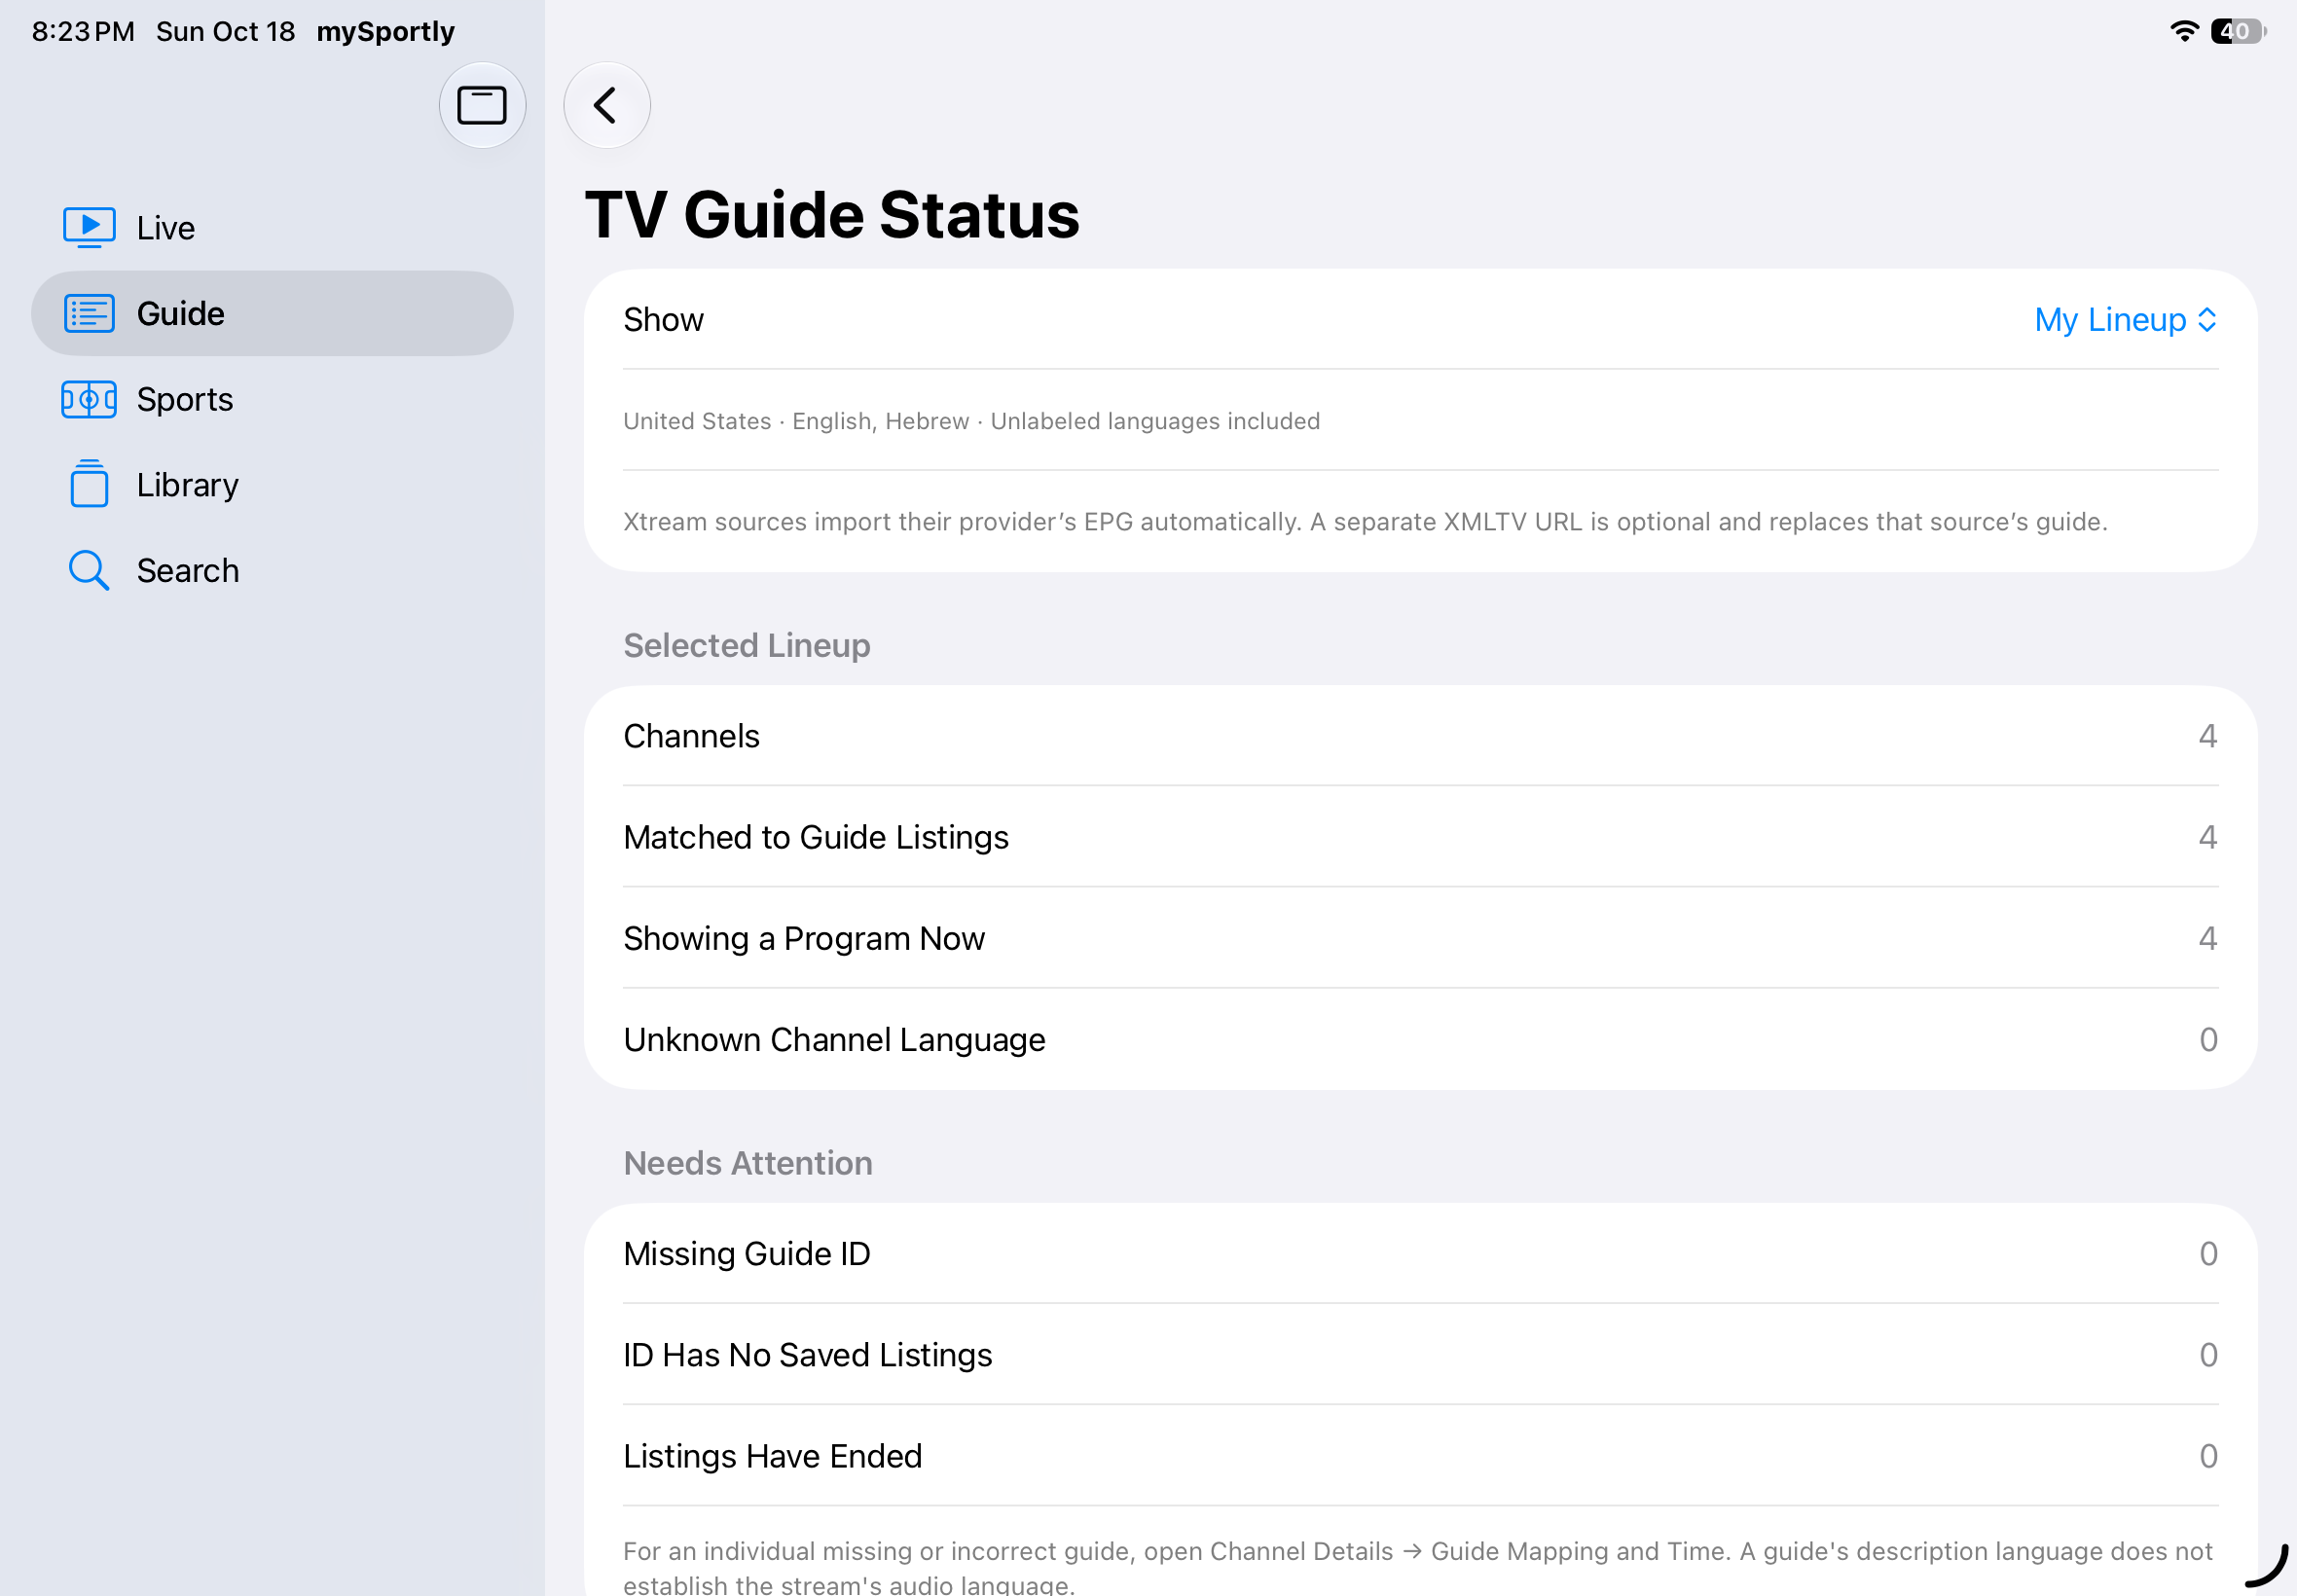 8:23 PM Sun Oct 18 mySportly
40
Live
Guide
Sports
Library
Search
TV Guide Status
Show My Lineup
United States · English, Hebrew · Unlabeled languages included
Xtream sources import their provider’s EPG automatically. A separate XMLTV URL is optional and replaces that source’s guide.
Selected Lineup
Channels 4
Matched to Guide Listings 4
Showing a Program Now 4
Unknown Channel Language 0
Needs Attention
Missing Guide ID 0
ID Has No Saved Listings 0
Listings Have Ended 0
For an individual missing or incorrect guide, open Channel Details → Guide Mapping and Time. A guide's description language does not
establish the stream's audio language.